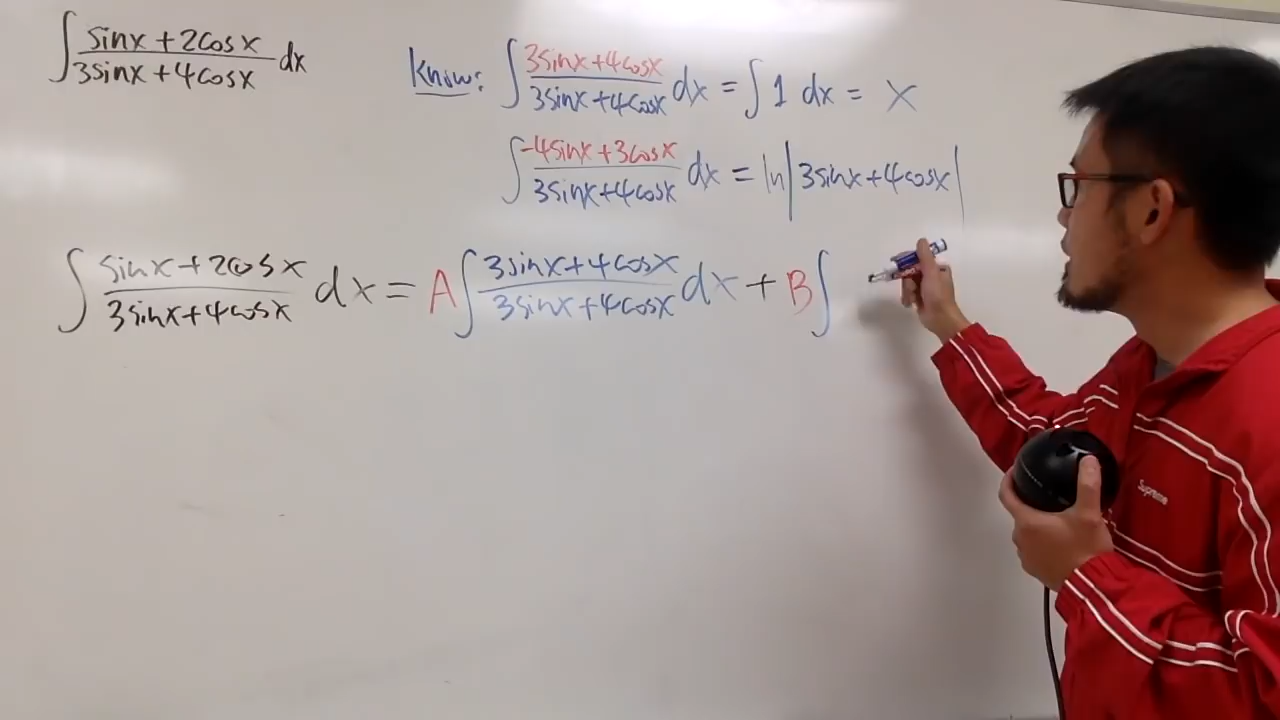 ∫ sinx + 2cosx / 3sinx + 4cosx dx
Know: ∫ 3sinx+4cosx / 3sinx+4cosx dx = ∫ 1 dx = x
∫ -4sinx+3cosx / 3sinx+4cosx dx = ln|3sinx+4cosx|
∫ sinx+2cosx / 3sinx+4cosx dx = A∫ 3sinx+4cosx / 3sinx+4cosx dx + B∫
Supreme